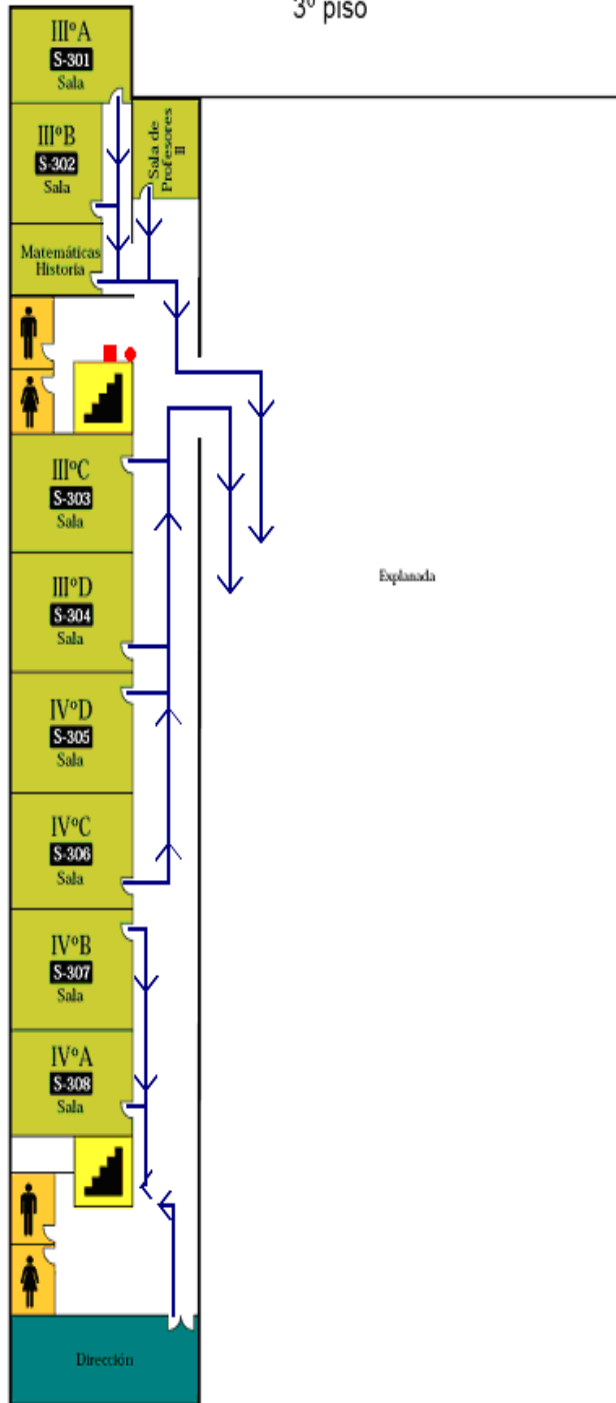 3º piso
IIIºA
S-301
Sala
IIIºB
S-302
Sala
Sala de
Profesores
II
Matemáticas
Historia
IIIºC
S-303
Sala
IIIºD
S-304
Sala
Explanada
IVºD
S-305
Sala
IVºC
S-306
Sala
IVºB
S-307
Sala
IVºA
S-308
Sala
Dirección